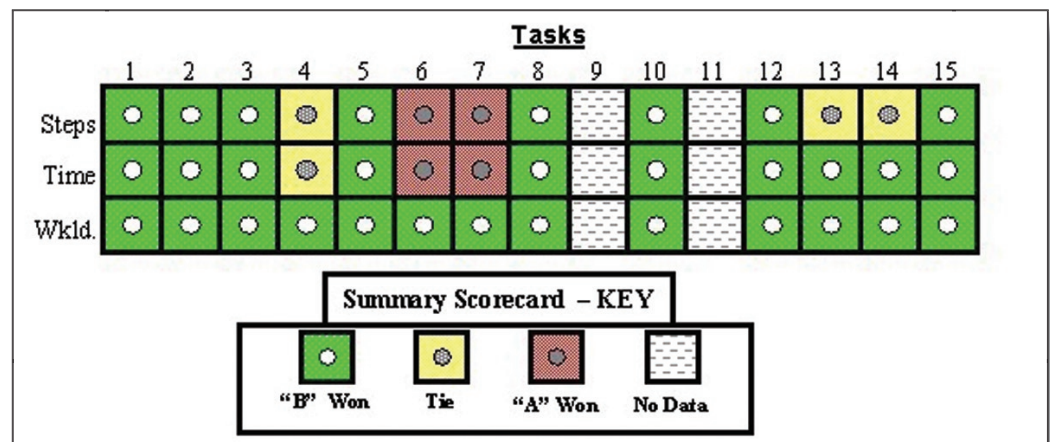 Tasks
1 2 3 4 5 6 7 8 9 10 11 12 13 14 15
Steps
Time
Wkld.
Summary Scorecard – KEY
“B” Won Tie “A” Won No Data